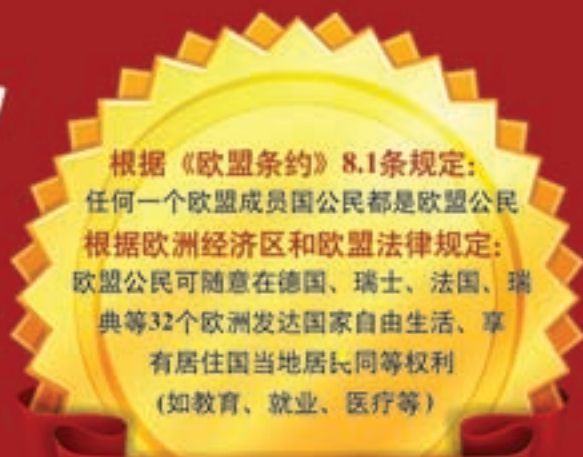 根据《欧盟条约》8.1条规定:
任何一个欧盟成员国公民都是欧盟公民
根据欧洲经济区和欧盟法律规定:
欧盟公民可随意在德国、瑞士、法国、瑞
典等32个欧洲发达国家自由生活、享
有居住国当地居民同等权利
(如教育、就业、医疗等)